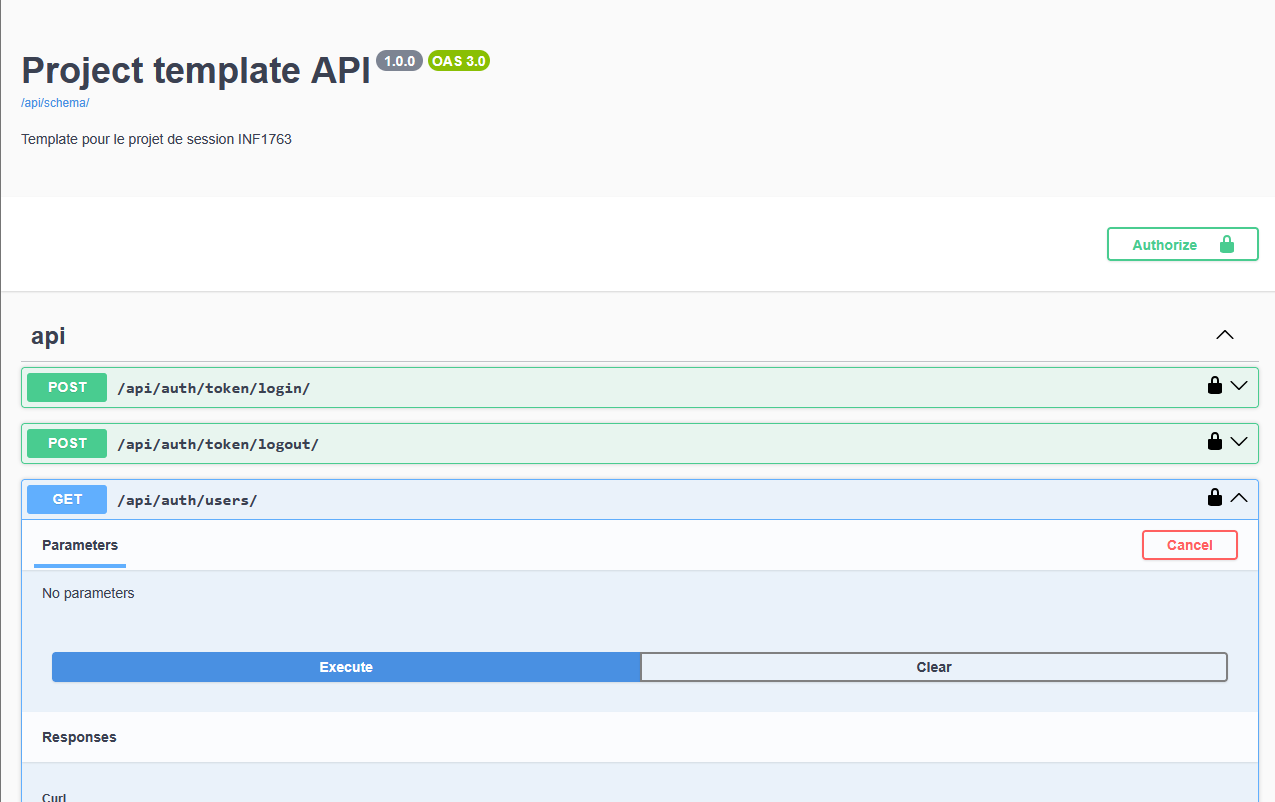 Project template API 1.0.0 OAS 3.0
/api/schema/
Template pour le projet de session INF1763
Authorize
api
POST /api/auth/token/login/
POST /api/auth/token/logout/
GET /api/auth/users/
Parameters Cancel
No parameters
Execute Clear
Responses
Curl